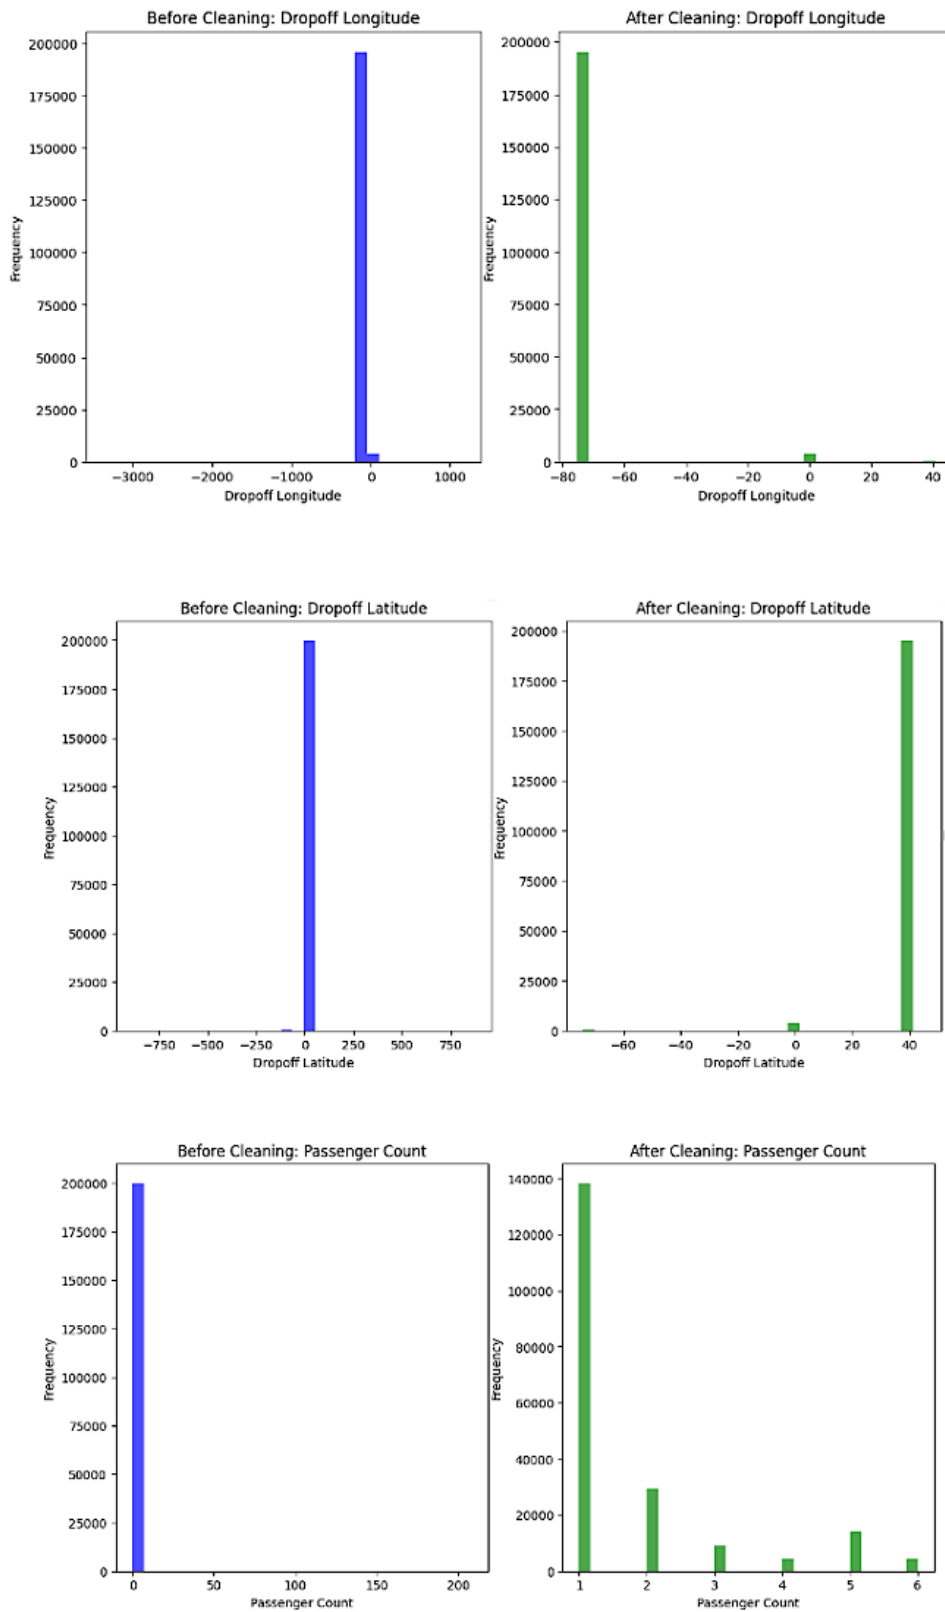 Before Cleaning: Dropoff Longitude
200000
175000
150000
125000
100000
75000
50000
25000
0
Frequency
−3000 −2000 −1000 0 1000
Dropoff Longitude
After Cleaning: Dropoff Longitude
200000
175000
150000
125000
100000
75000
50000
25000
0
Frequency
−80 −60 −40 −20 0 20 40
Dropoff Longitude
Before Cleaning: Dropoff Latitude
200000
175000
150000
125000
100000
75000
50000
25000
0
Frequency
−750 −500 −250 0 250 500 750
Dropoff Latitude
After Cleaning: Dropoff Latitude
200000
175000
150000
125000
100000
75000
50000
25000
0
Frequency
−60 −40 −20 0 20 40
Dropoff Latitude
Before Cleaning: Passenger Count
200000
175000
150000
125000
100000
75000
50000
25000
0
Frequency
0 50 100 150 200
Passenger Count
After Cleaning: Passenger Count
140000
120000
100000
80000
60000
40000
20000
0
Frequency
1 2 3 4 5 6
Passenger Count